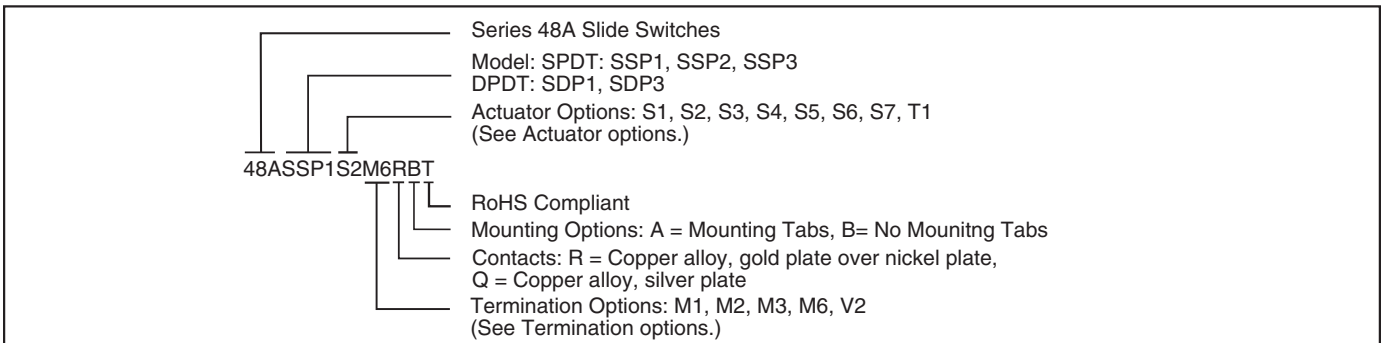 Series 48A Slide Switches
Model: SPDT: SSP1, SSP2, SSP3
DPDT: SDP1, SDP3
Actuator Options: S1, S2, S3, S4, S5, S6, S7, T1
(See Actuator options.)
48ASSP1S2M6RBT
RoHS Compliant
Mounting Options: A = Mounting Tabs, B= No Mounitng Tabs
Contacts: R = Copper alloy, gold plate over nickel plate,
Q = Copper alloy, silver plate
Termination Options: M1, M2, M3, M6, V2
(See Termination options.)